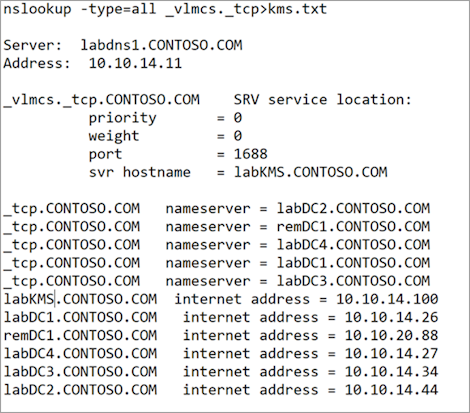 nslookup -type=all _vlmcs._tcp>kms.txt
Server: labdns1.CONTOSO.COM
Address: 10.10.14.11
_vlmcs._tcp.CONTOSO.COM SRV service location:
priority = 0
weight = 0
port = 1688
svr hostname = labKMS.CONTOSO.COM
_tcp.CONTOSO.COM nameserver = labDC2.CONTOSO.COM
_tcp.CONTOSO.COM nameserver = remDC1.CONTOSO.COM
_tcp.CONTOSO.COM nameserver = labDC4.CONTOSO.COM
_tcp.CONTOSO.COM nameserver = labDC1.CONTOSO.COM
_tcp.CONTOSO.COM nameserver = labDC3.CONTOSO.COM
labKMS.CONTOSO.COM internet address = 10.10.14.100
labDC1.CONTOSO.COM internet address = 10.10.14.26
remDC1.CONTOSO.COM internet address = 10.10.20.88
labDC4.CONTOSO.COM internet address = 10.10.14.27
labDC3.CONTOSO.COM internet address = 10.10.14.34
labDC2.CONTOSO.COM internet address = 10.10.14.44